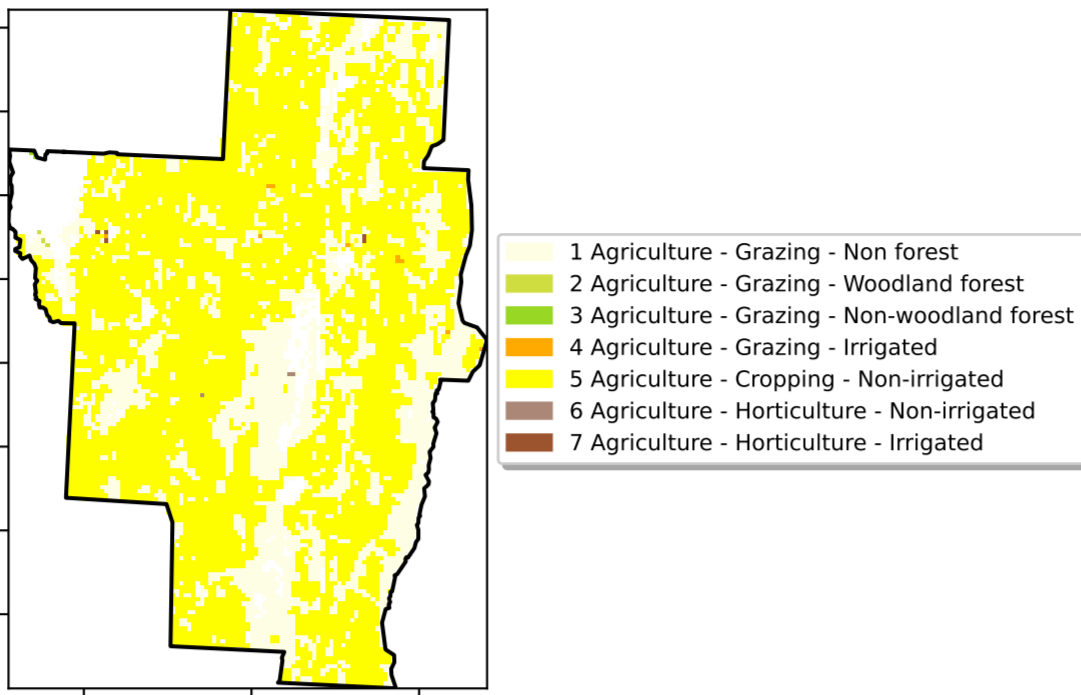 1 Agriculture - Grazing - Non forest
2 Agriculture - Grazing - Woodland forest
3 Agriculture - Grazing - Non-woodland forest
4 Agriculture - Grazing - Irrigated
5 Agriculture - Cropping - Non-irrigated
6 Agriculture - Horticulture - Non-irrigated
7 Agriculture - Horticulture - Irrigated